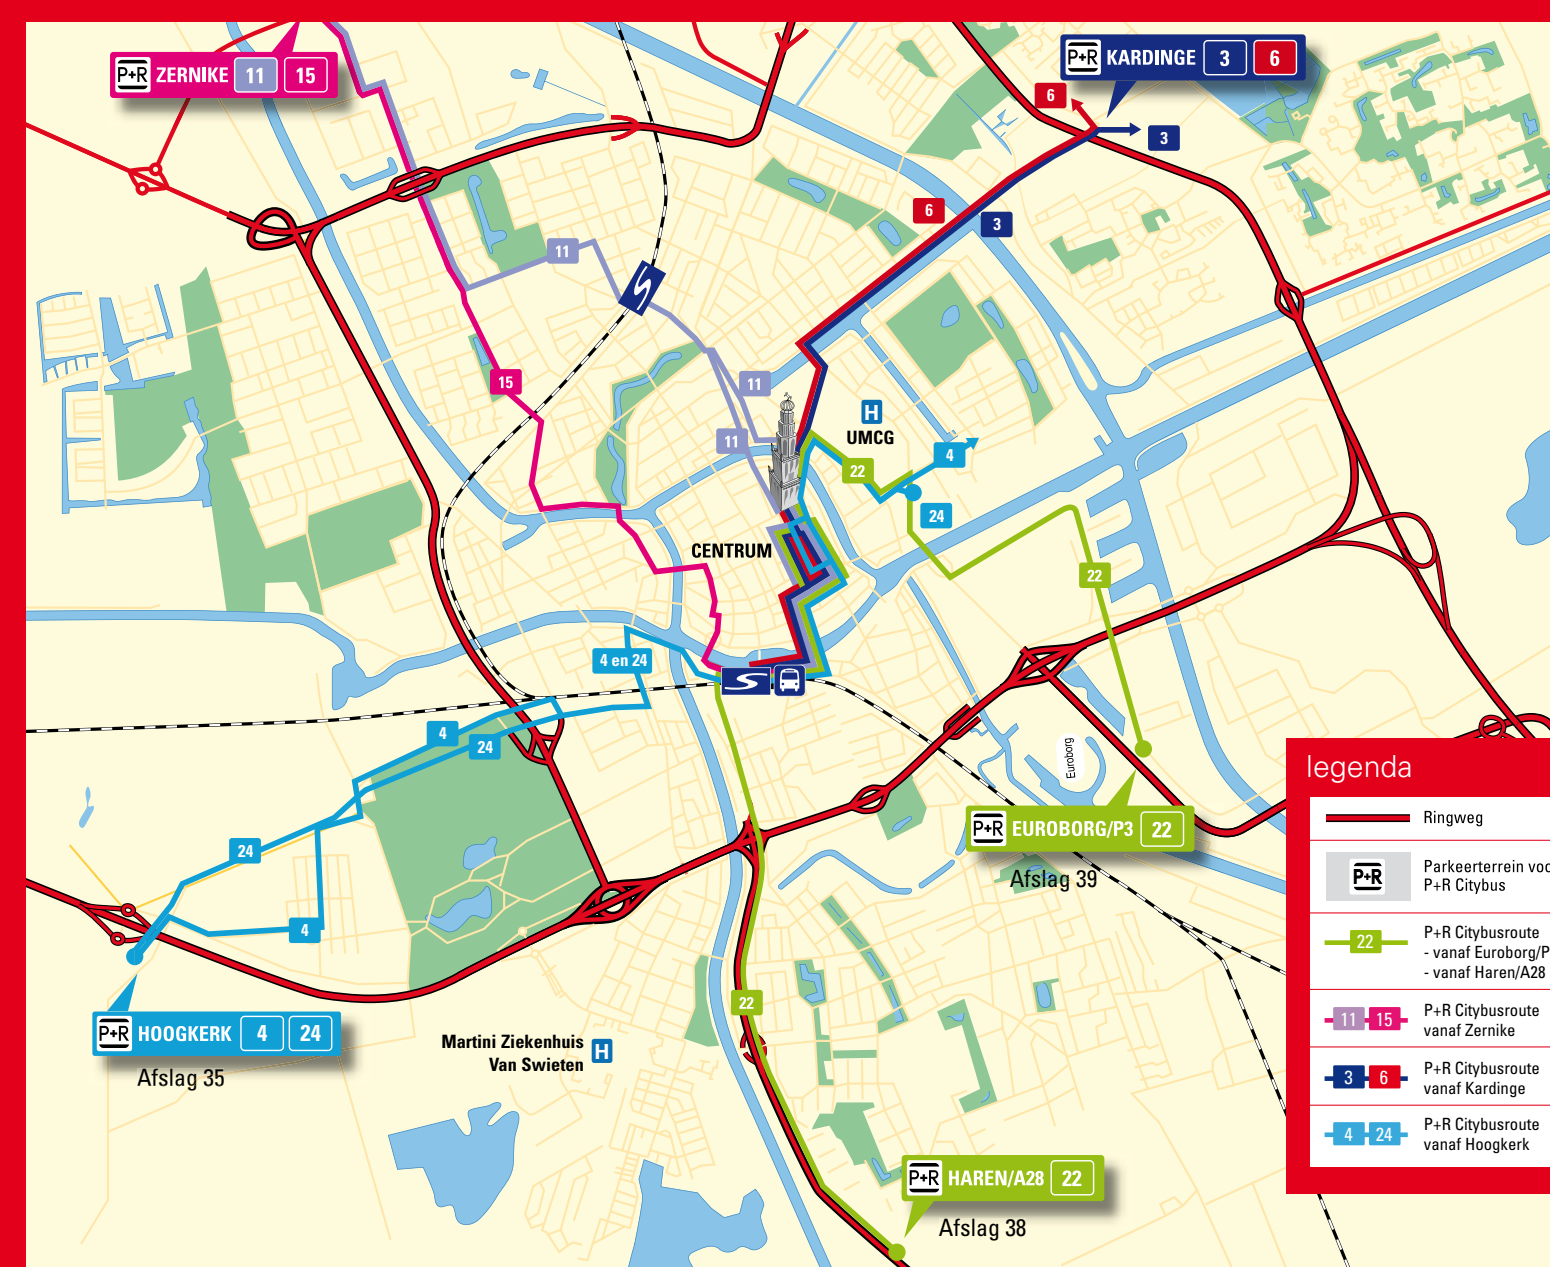 P+R ZERNIKE 11 15
P+R KARDINGE 3 6
6
3
6
3
11
15
11
11
H
UMCG
4
22
24
CENTRUM
22
4 en 24
4
24
Euroborg
P+R EUROBORG/P3 22
Afslag 39
24
4
P+R HOOGKERK 4 24
Afslag 35
22
Martini Ziekenhuis
Van Swieten H
P+R HAREN/A28 22
Afslag 38
legenda
Ringweg
P+R
Parkeerterrein
P+R Citybus
22
P+R Citybusroute
- vanaf
- vanaf Haren/A28
11 15
P+R Citybusroute
vanaf Zernike
3 6
P+R Citybusroute
vanaf Kardinge
4 24
P+R Citybusroute
vanaf Hoogkerk